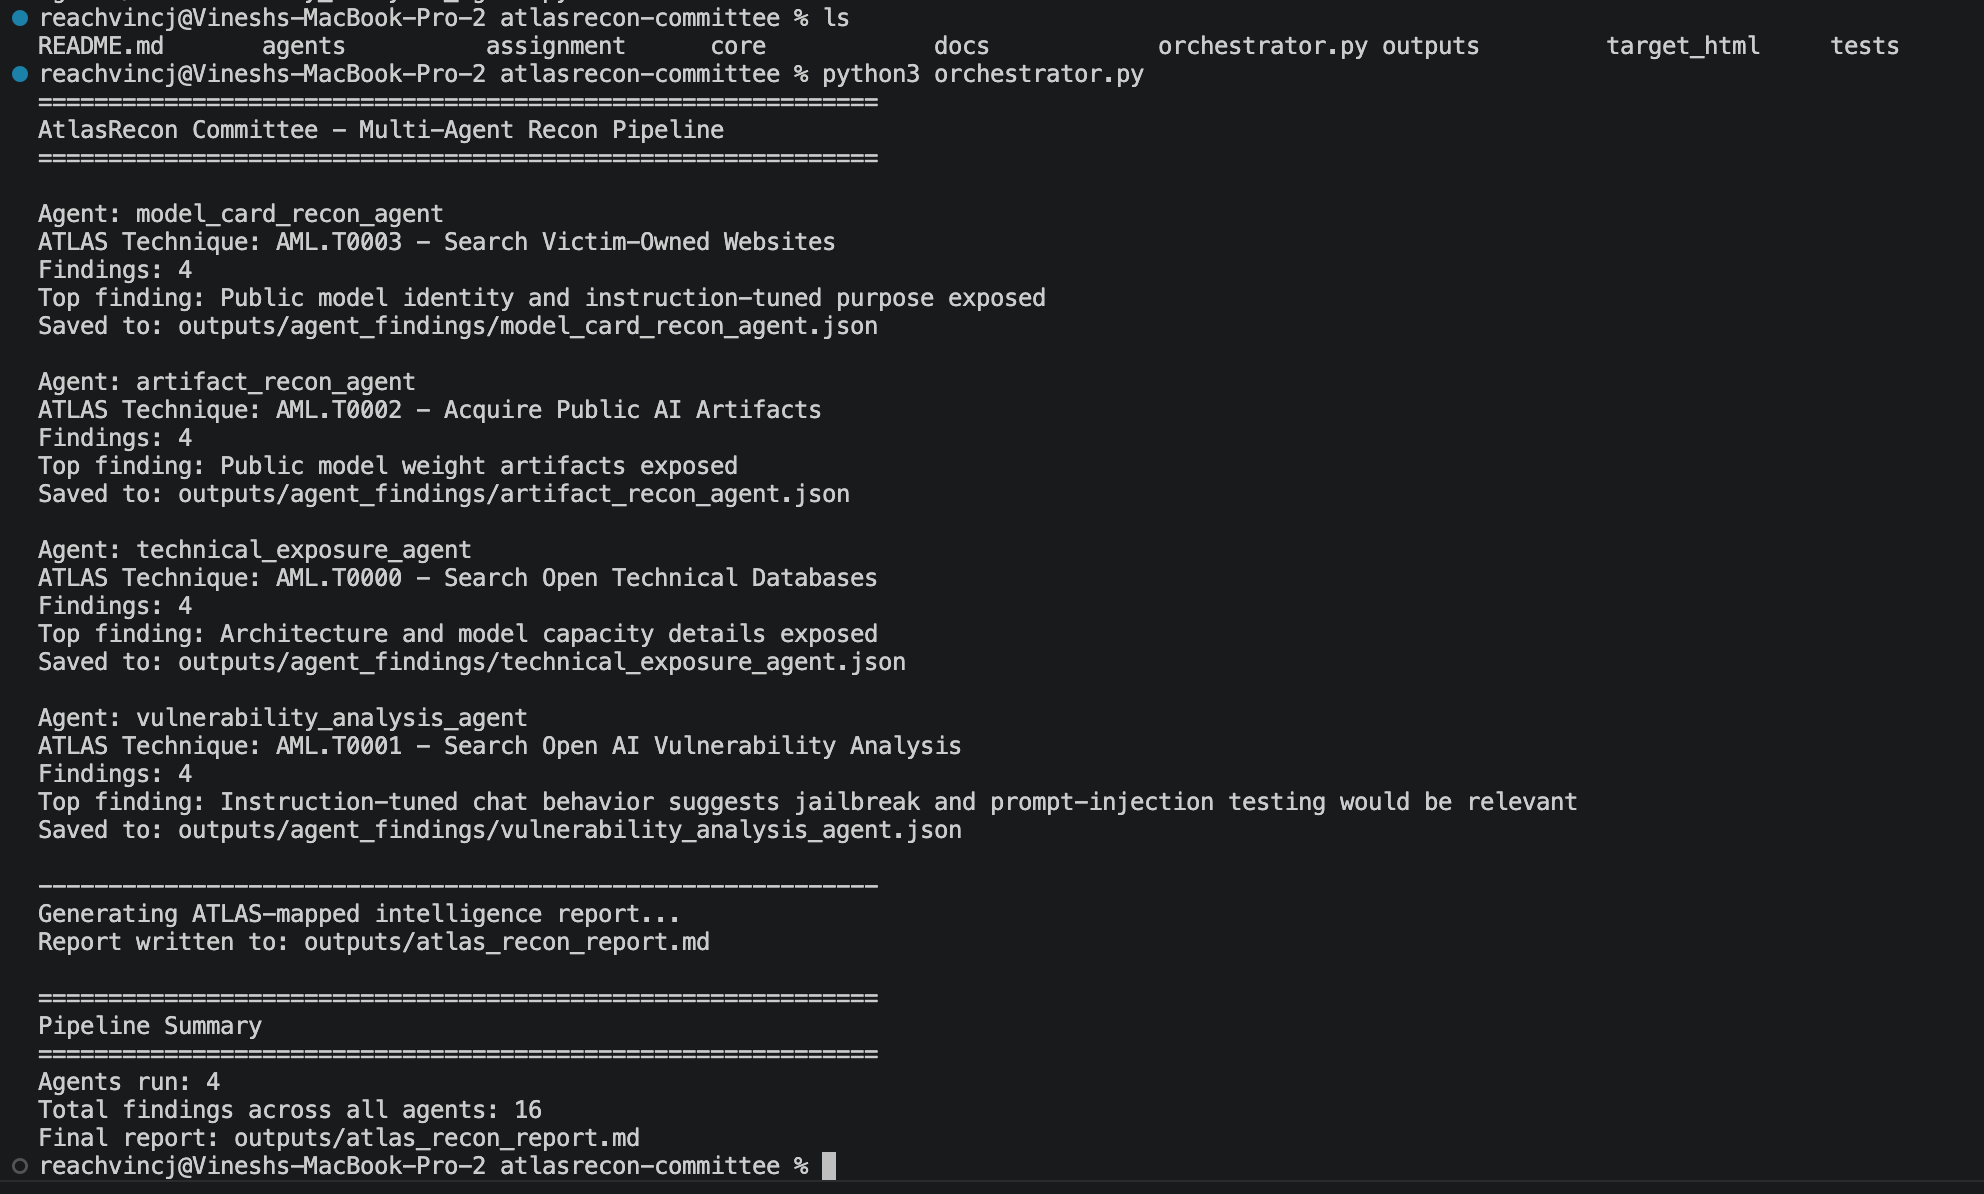 reachvincj@Vineshs-MacBook-Pro-2 atlasrecon-committee % ls
README.md       agents          assignment      core            docs            orchestrator.py outputs         target_html     tests
reachvincj@Vineshs-MacBook-Pro-2 atlasrecon-committee % python3 orchestrator.py
============================================================
AtlasRecon Committee - Multi-Agent Recon Pipeline
============================================================
Agent: model_card_recon_agent
ATLAS Technique: AML.T0003 - Search Victim-Owned Websites
Findings: 4
Top finding: Public model identity and instruction-tuned purpose exposed
Saved to: outputs/agent_findings/model_card_recon_agent.json
Agent: artifact_recon_agent
ATLAS Technique: AML.T0002 - Acquire Public AI Artifacts
Findings: 4
Top finding: Public model weight artifacts exposed
Saved to: outputs/agent_findings/artifact_recon_agent.json
Agent: technical_exposure_agent
ATLAS Technique: AML.T0000 - Search Open Technical Databases
Findings: 4
Top finding: Architecture and model capacity details exposed
Saved to: outputs/agent_findings/technical_exposure_agent.json
Agent: vulnerability_analysis_agent
ATLAS Technique: AML.T0001 - Search Open AI Vulnerability Analysis
Findings: 4
Top finding: Instruction-tuned chat behavior suggests jailbreak and prompt-injection testing would be relevant
Saved to: outputs/agent_findings/vulnerability_analysis_agent.json
------------------------------------------------------------
Generating ATLAS-mapped intelligence report...
Report written to: outputs/atlas_recon_report.md
============================================================
Pipeline Summary
============================================================
Agents run: 4
Total findings across all agents: 16
Final report: outputs/atlas_recon_report.md
reachvincj@Vineshs-MacBook-Pro-2 atlasrecon-committee %